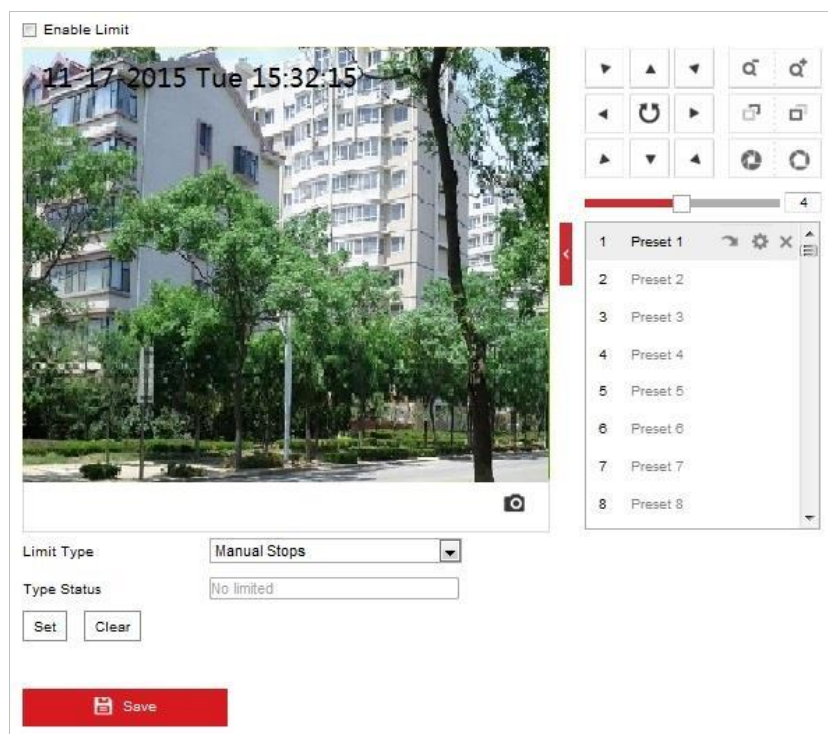 Enable Limit
11-17-2015 Tue 15:32:15
4
1 Preset 1
2 Preset 2
3 Preset 3
4 Preset 4
5 Preset 5
6 Preset 6
7 Preset 7
8 Preset 8
Limit Type Manual Stops
Type Status No limited
Set Clear
Save